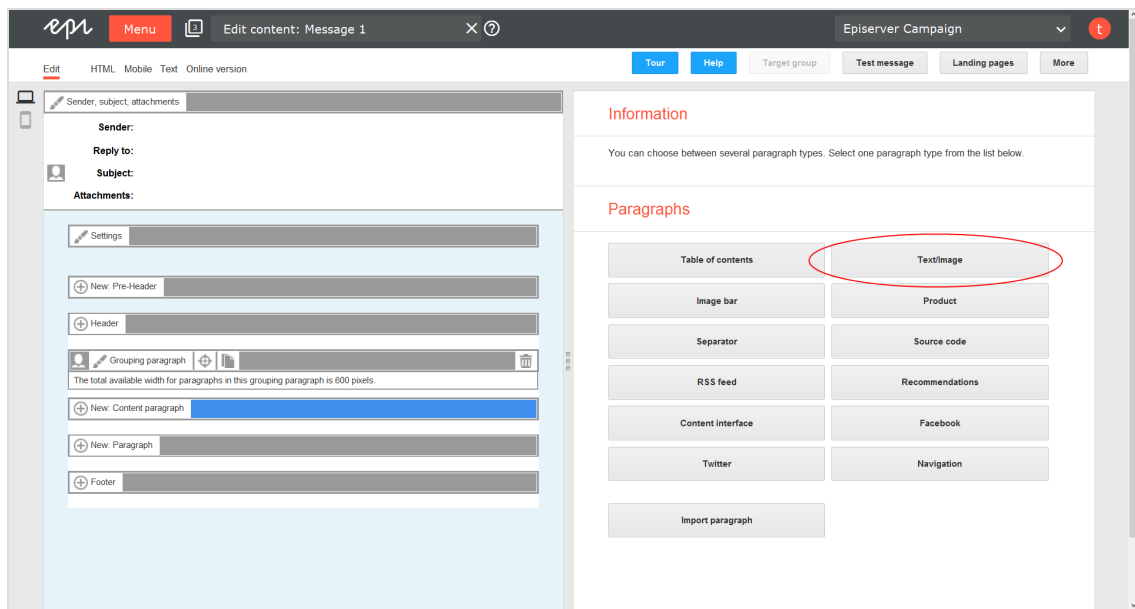 epi Menu 3 Edit content: Message 1 Episerver Campaign t
Edit HTML Mobile Text Online version Tour Help Target group Test message Landing pages More
Sender, subject, attachments
Sender:
Reply to:
Subject:
Attachments:
Settings
New: Pre-Header
Header
Grouping paragraph
The total available width for paragraphs in this grouping paragraph is 600 pixels.
New: Content paragraph
New: Paragraph
Footer
Information
You can choose between several paragraph types. Select one paragraph type from the list below.
Paragraphs
Table of contents Text/Image
Image bar Product
Separator Source code
RSS feed Recommendations
Content interface Facebook
Twitter Navigation
Import paragraph